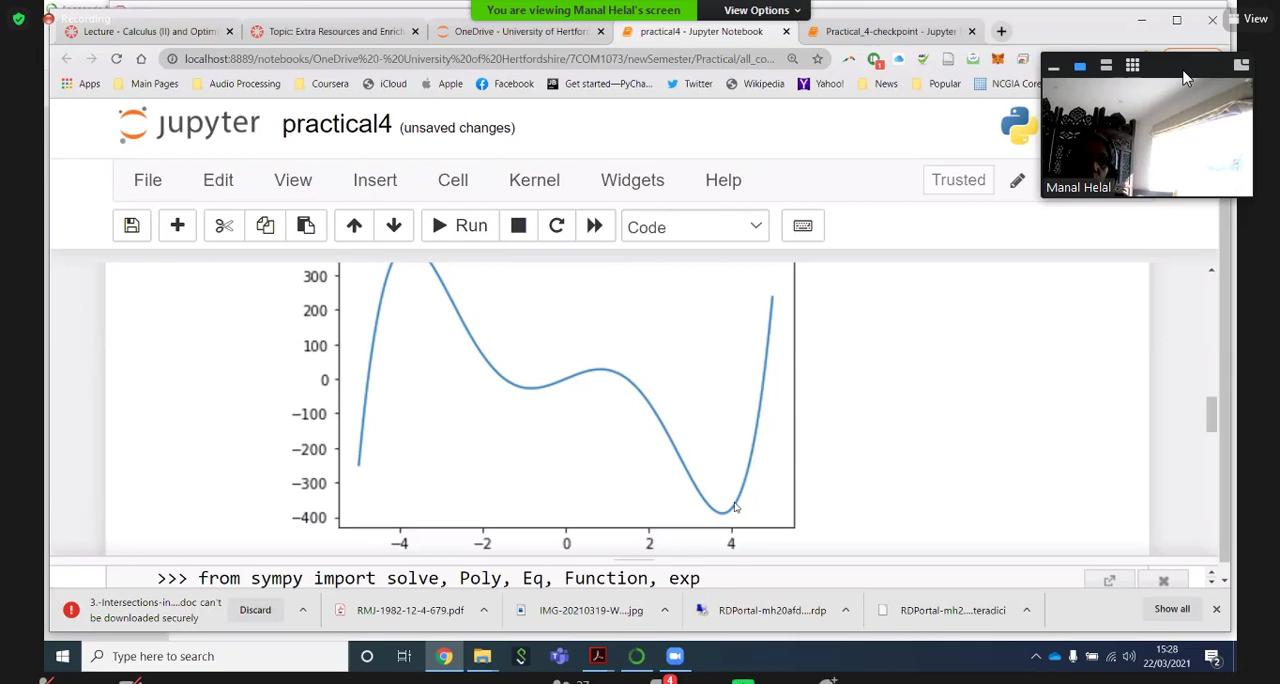 You are viewing Manal Helal's screen
View Options
Recording
View
Lecture - Calculus (II) and Optim
Topic: Extra Resources and Enrich
OneDrive - University of Hertfor
practical4 - Jupyter Notebook
Practical_4-checkpoint - Jupyter
localhost:8889/notebooks/OneDrive%20-%20University%20of%20Hertfordshire/7COM1073/newSemester/Practical/all_co...
Apps
Main Pages
Audio Processing
Coursera
iCloud
Apple
Facebook
Get started—PyCha...
Twitter
Wikipedia
Yahoo!
News
Popular
NCGIA Core
jupyter practical4 (unsaved changes)
Manal Helal
File Edit View Insert Cell Kernel Widgets Help
Trusted
Run
Code
300
200
100
0
−100
−200
−300
−400
−4 −2 0 2 4
>>> from sympy import solve, Poly, Eq, Function, exp
3.-Intersections-in....doc can't be downloaded securely
Discard
RMJ-1982-12-4-679.pdf
IMG-20210319-W....jpg
RDPortal-mh20afd....rdp
RDPortal-mh2....teradici
Show all
Type here to search
15:28
22/03/2021
2
4